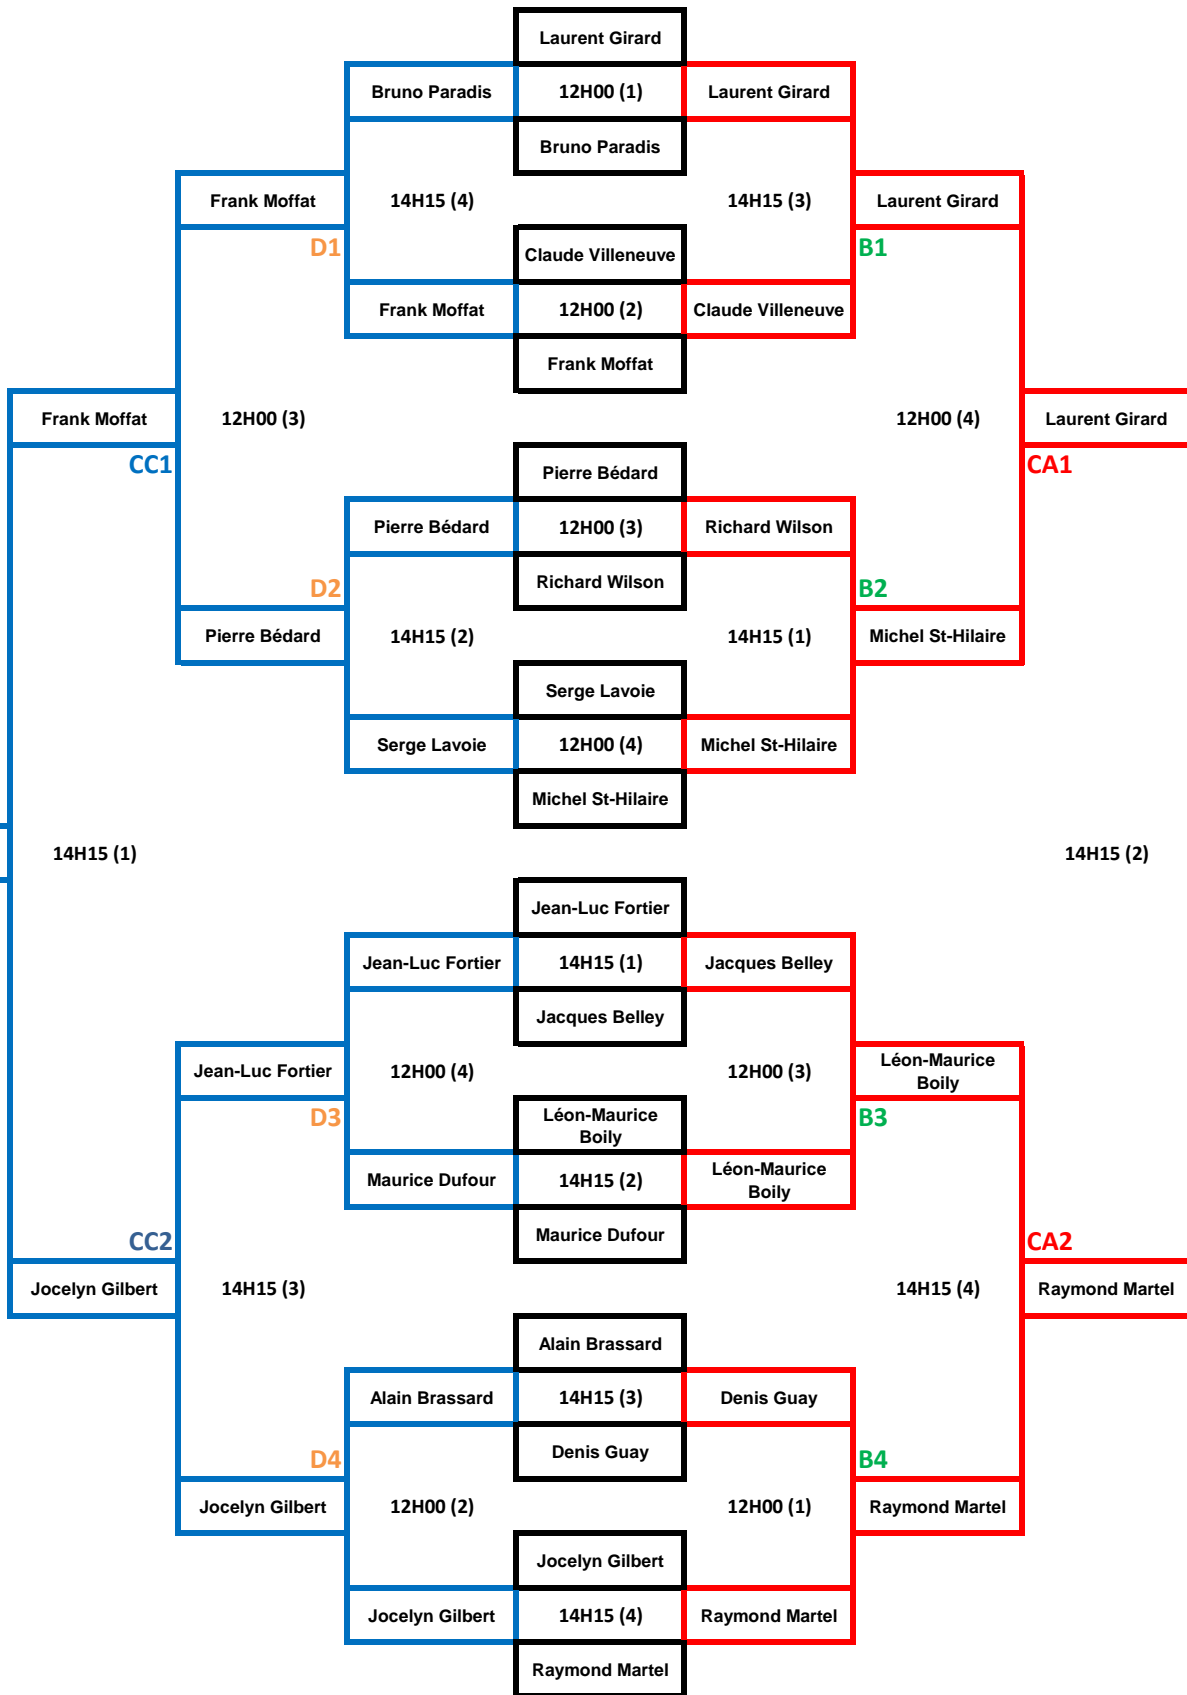 Laurent Girard
Bruno Paradis
12H00 (1)
Laurent Girard
Bruno Paradis
Frank Moffat
14H15 (4)
14H15 (3)
Laurent Girard
D1
Claude Villeneuve
B1
Frank Moffat
12H00 (2)
Claude Villeneuve
Frank Moffat
Frank Moffat
12H00 (3)
12H00 (4)
Laurent Girard
CC1
Pierre Bédard
CA1
Pierre Bédard
12H00 (3)
Richard Wilson
D2
Richard Wilson
B2
Pierre Bédard
14H15 (2)
14H15 (1)
Michel St-Hilaire
Serge Lavoie
Serge Lavoie
12H00 (4)
Michel St-Hilaire
Michel St-Hilaire
14H15 (1)
14H15 (2)
Jean-Luc Fortier
Jean-Luc Fortier
14H15 (1)
Jacques Belley
Jacques Belley
Jean-Luc Fortier
12H00 (4)
12H00 (3)
Léon-Maurice
Boily
D3
Léon-Maurice
Boily
B3
Maurice Dufour
14H15 (2)
Léon-Maurice
Boily
CC2
Maurice Dufour
CA2
Jocelyn Gilbert
14H15 (3)
14H15 (4)
Raymond Martel
Alain Brassard
Alain Brassard
14H15 (3)
Denis Guay
D4
Denis Guay
B4
Jocelyn Gilbert
12H00 (2)
12H00 (1)
Raymond Martel
Jocelyn Gilbert
Jocelyn Gilbert
14H15 (4)
Raymond Martel
Raymond Martel